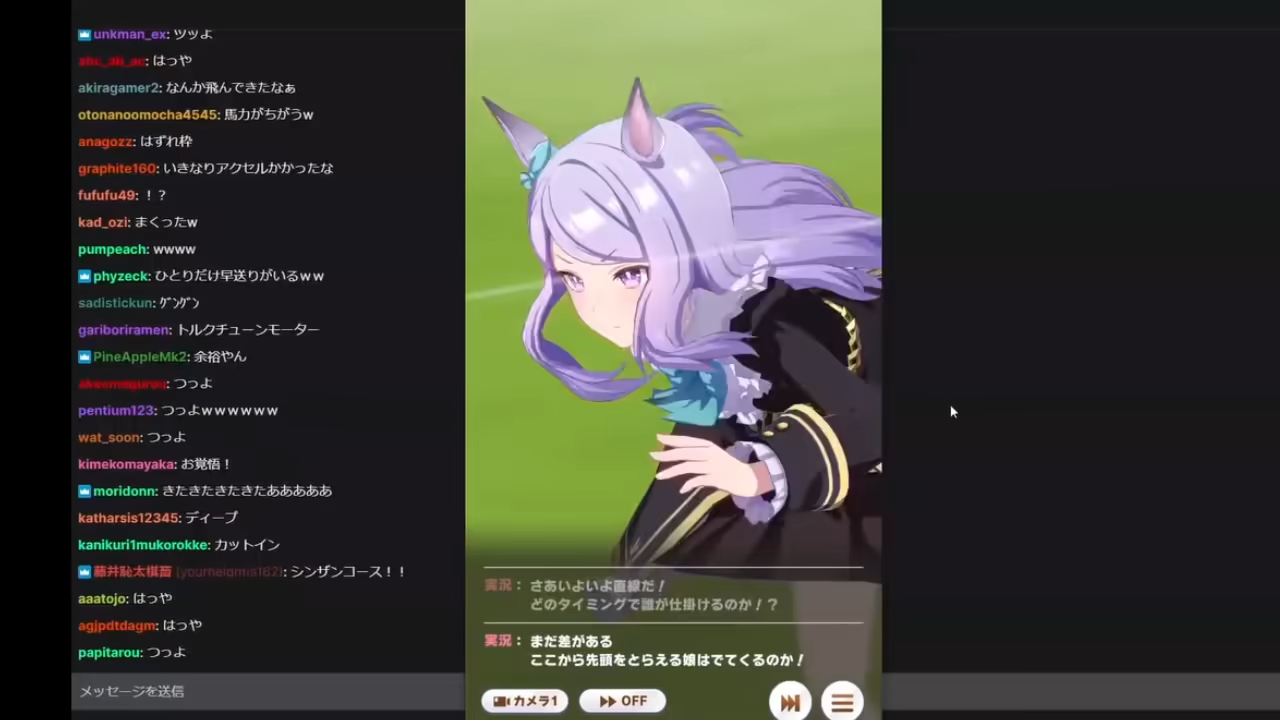 unkman_ex: ツッよ
abc_ab_ac: はっや
akiragamer2: なんか飛んできたなぁ
otonanoomocha4545: 馬力がちがうw
anagozz: はずれ枠
graphite160: いきなりアクセルかかったな
fufufu49: ！？
kad_ozi: まくったw
pumpeach: wwww
phyzeck: ひとりだけ早送りがいるｗｗ
sadistickun: ｹﾞﾝｹﾞﾝ
gariboriramen: トルクチューンモーター
PineAppleMk2: 余裕やん
: つっよ
pentium123: つっよｗｗｗｗｗｗ
wat_soon: つっよ
kimekomayaka: お覚悟！
moridonn: きたきたきたきたああああああ
katharsis12345: ディープ
kanikuri1mukorokke: カットイン
: シンザンコース！！
aaatojo: はっや
agjpdtdagm: はっや
papitarou: つっよ
メッセージを送信
実況： さあいよいよ直線だ！
どのタイミングで誰が仕掛けるのか！？
実況： まだ差がある
ここから先頭をとらえる娘はでてくるのか！
カメラ1
OFF